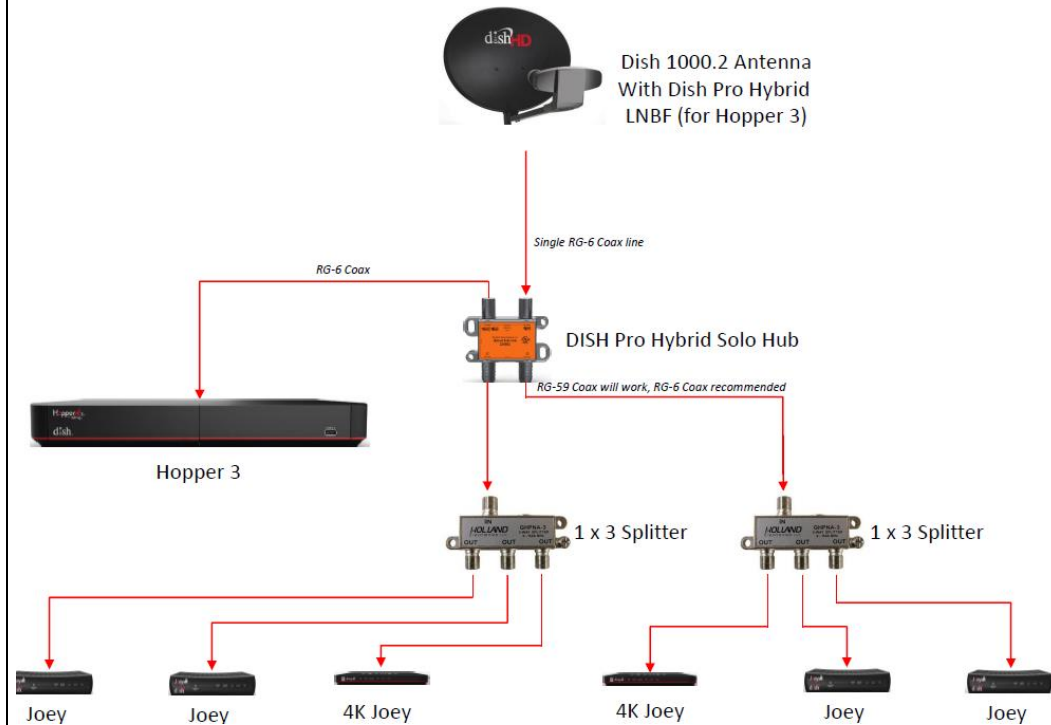 dish HD
Dish 1000.2 Antenna
With Dish Pro Hybrid
LNBF (for Hopper 3)
Single RG-6 Coax line
RG-6 Coax
DISH Pro Hybrid Solo Hub
RG-59 Coax will work, RG-6 Coax recommended
Hopper
dish
Hopper 3
IN
HOLLAND
OUT OUT OUT
1 x 3 Splitter
IN
HOLLAND
OUT OUT OUT
1 x 3 Splitter
Joey
Joey
4K Joey
4K Joey
Joey
Joey